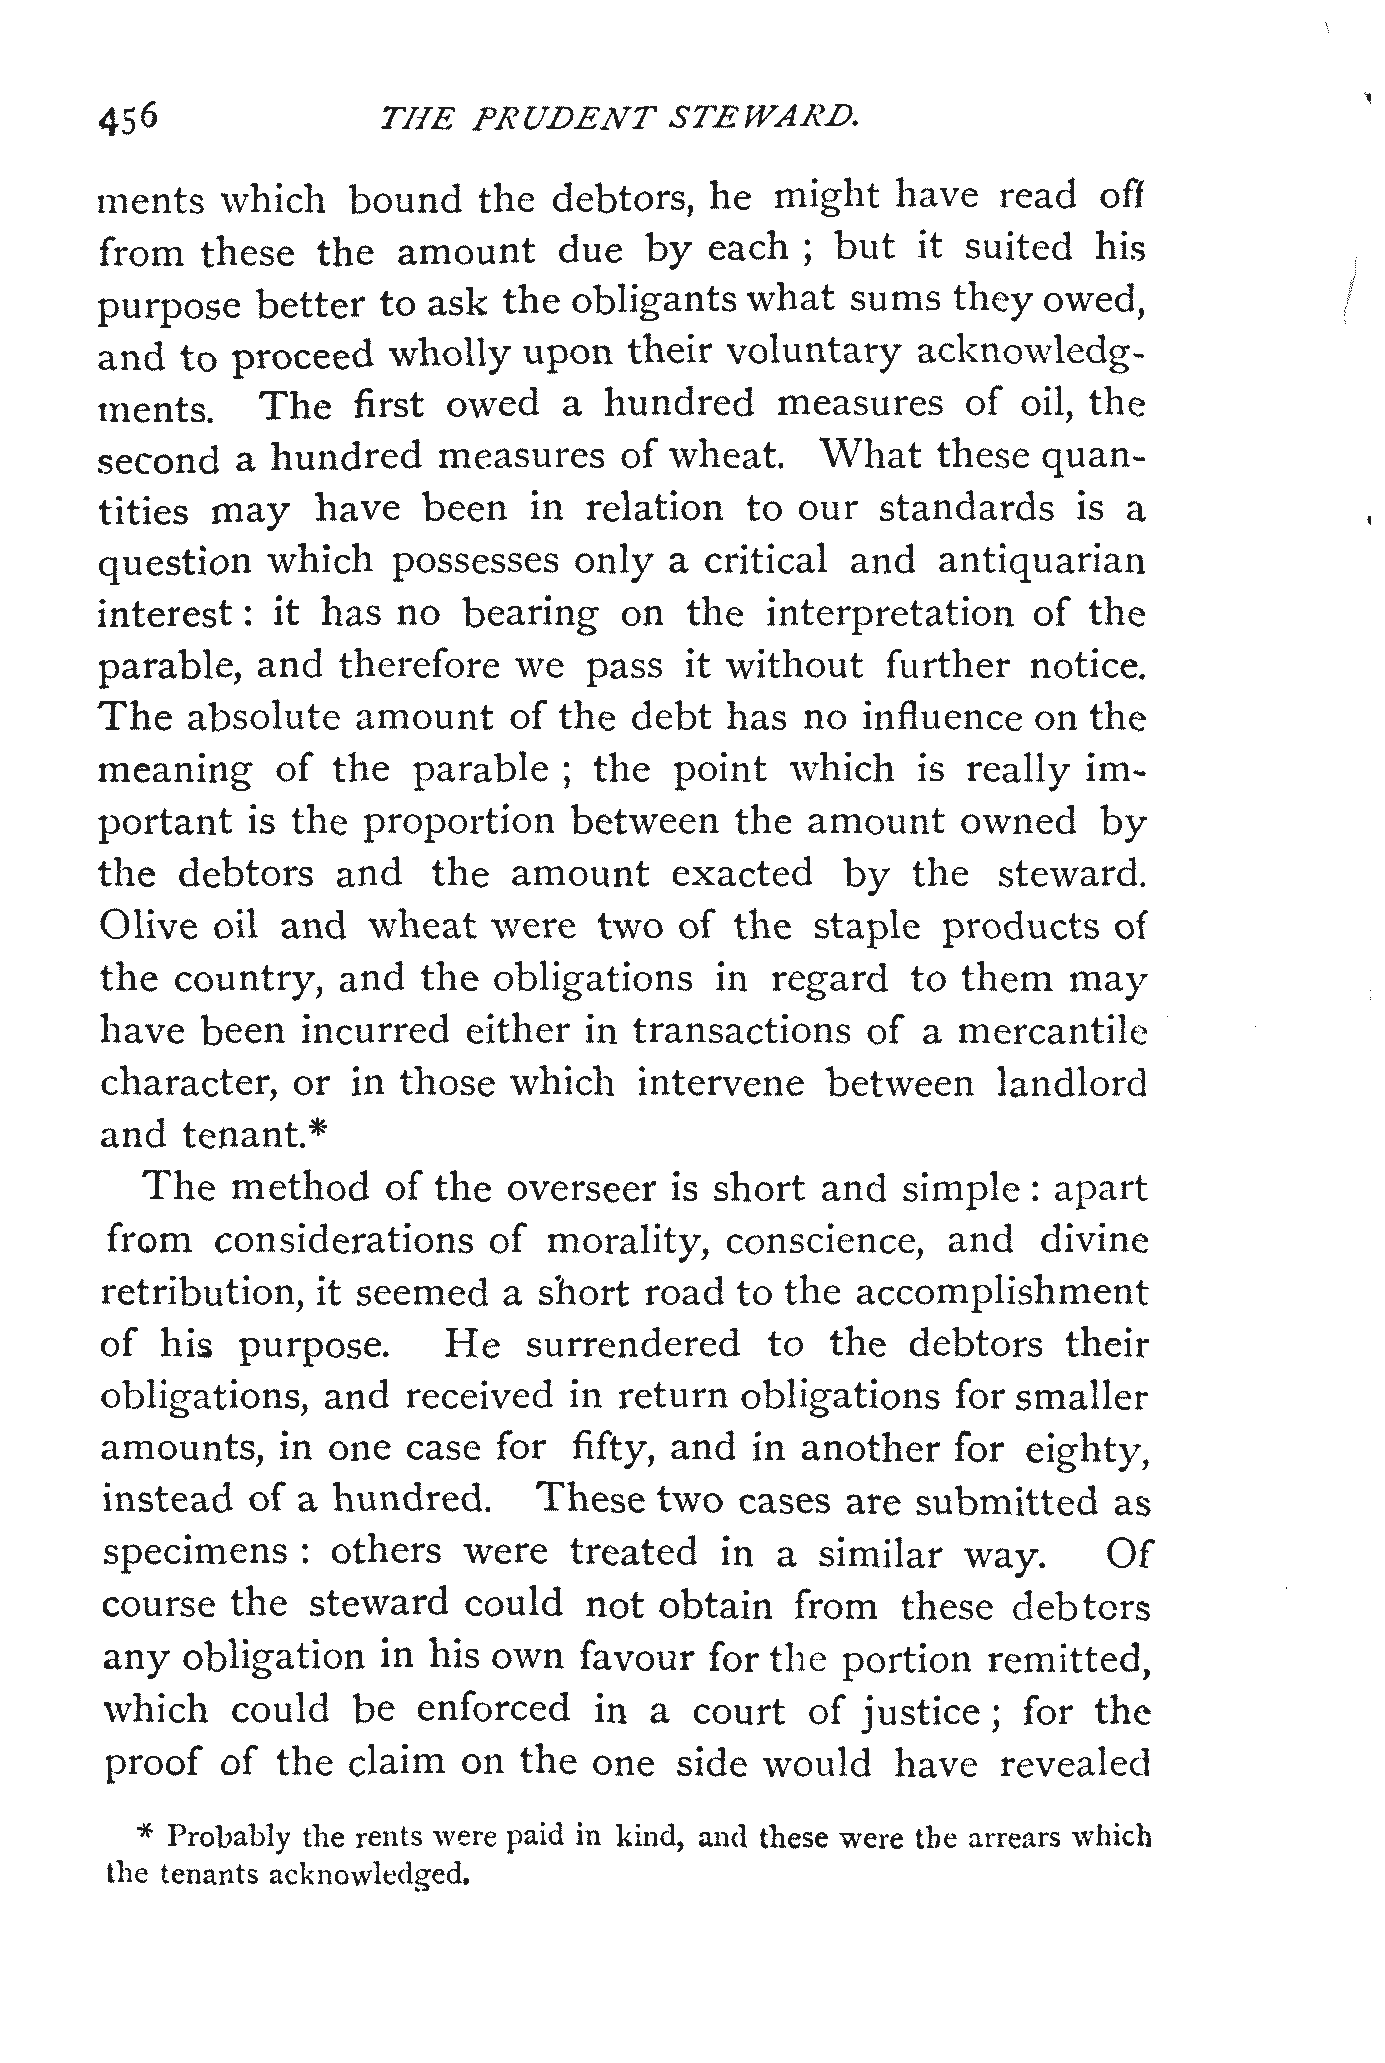 456 THE PRUDENT STEWARD.
ments which bound the debtors, he might have read off
from these the amount due by each ; but it suited his
purpose better to ask the obligants what sums they owed,
and to proceed wholly upon their voluntary acknowledg-
ments. The first owed a hundred measures of oil, the
second a hundred measures of wheat. What these quan-
tities may have been in relation to our standards is a
question which possesses only a critical and antiquarian
interest : it has no bearing on the interpretation of the
parable, and therefore we pass it without further notice.
The absolute amount of the debt has no influence on the
meaning of the parable ; the point which is really im-
portant is the proportion between the amount owned by
the debtors and the amount exacted by the steward.
Olive oil and wheat were two of the staple products of
the country, and the obligations in regard to them may
have been incurred either in transactions of a mercantile
character, or in those which intervene between landlord
and tenant.*
The method of the overseer is short and simple : apart
from considerations of morality, conscience, and divine
retribution, it seemed a short road to the accomplishment
of his purpose. He surrendered to the debtors their
obligations, and received in return obligations for smaller
amounts, in one case for fifty, and in another for eighty,
instead of a hundred. These two cases are submitted as
specimens : others were treated in a similar way. Of
course the steward could not obtain from these debtors
any obligation in his own favour for the portion remitted,
which could be enforced in a court of justice ; for the
proof of the claim on the one side would have revealed
* Probably the rents were paid in kind, and these were the arrears which
the tenants acknowledged.